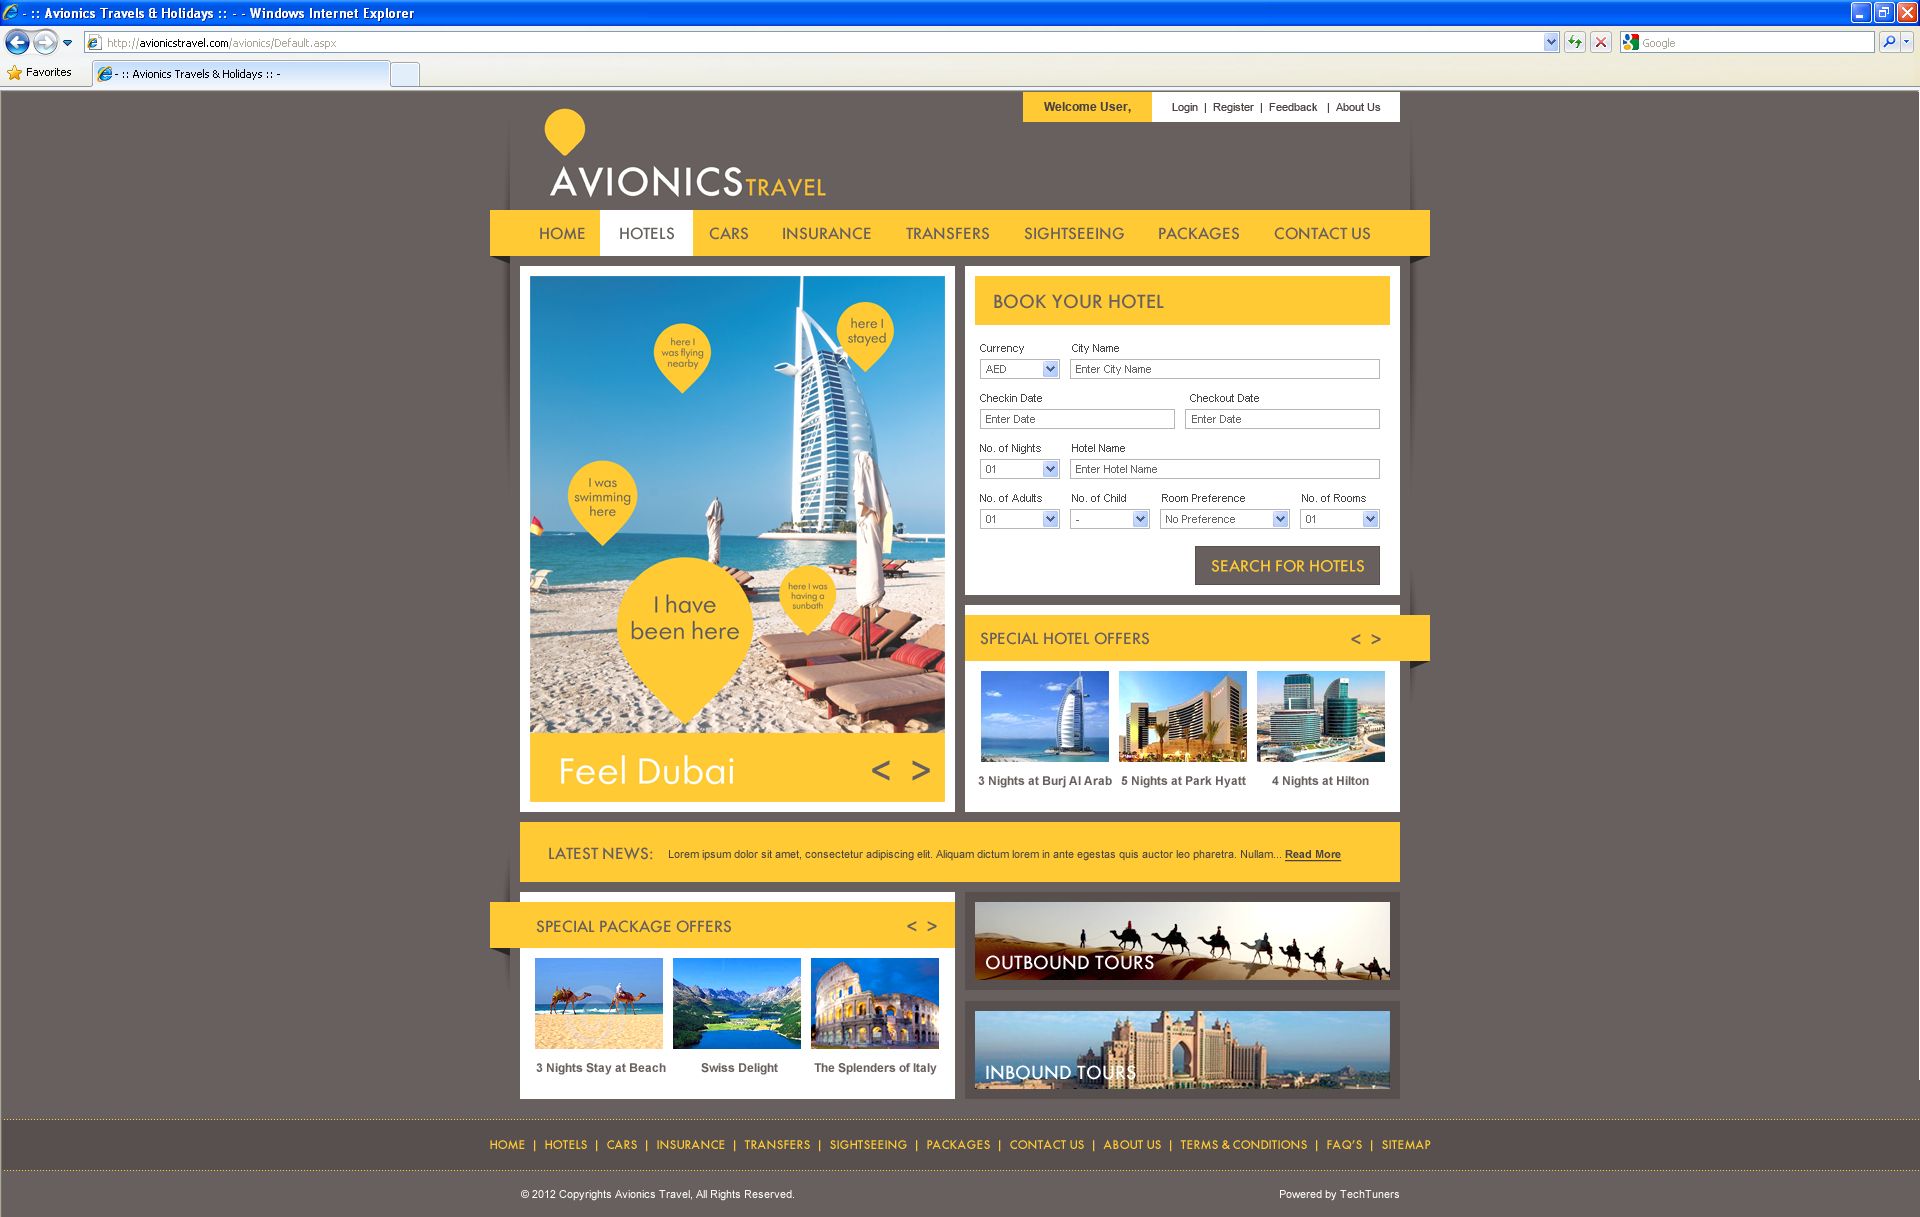 - :: Avionics Travels & Holidays :: - - Windows Internet Explorer
http://avionicstravel.com/avionics/Default.aspx
Google
Favorites
- :: Avionics Travels & Holidays :: -
Welcome User,
Login | Register | Feedback | About Us
AVIONICS TRAVEL
HOME HOTELS CARS INSURANCE TRANSFERS SIGHTSEEING PACKAGES CONTACT US
here I
was flying
nearby
here I
stayed
I was
swimming
here
here I was
having a
sunbath
I have
been here
Feel Dubai
< >
BOOK YOUR HOTEL
Currency City Name
AED Enter City Name
Checkin Date Checkout Date
Enter Date Enter Date
No. of Nights Hotel Name
01 Enter Hotel Name
No. of Adults No. of Child Room Preference No. of Rooms
01 - No Preference 01
SEARCH FOR HOTELS
SPECIAL HOTEL OFFERS < >
3 Nights at Burj Al Arab 5 Nights at Park Hyatt 4 Nights at Hilton
LATEST NEWS: Lorem ipsum dolor sit amet, consectetur adipiscing elit. Aliquam dictum lorem in ante egestas quis auctor leo pharetra. Nullam... Read More
SPECIAL PACKAGE OFFERS < >
3 Nights Stay at Beach Swiss Delight The Splenders of Italy
OUTBOUND TOURS
INBOUND TOURS
HOME | HOTELS | CARS | INSURANCE | TRANSFERS | SIGHTSEEING | PACKAGES | CONTACT US | ABOUT US | TERMS & CONDITIONS | FAQ'S | SITEMAP
© 2012 Copyrights Avionics Travel, All Rights Reserved. Powered by TechTuners